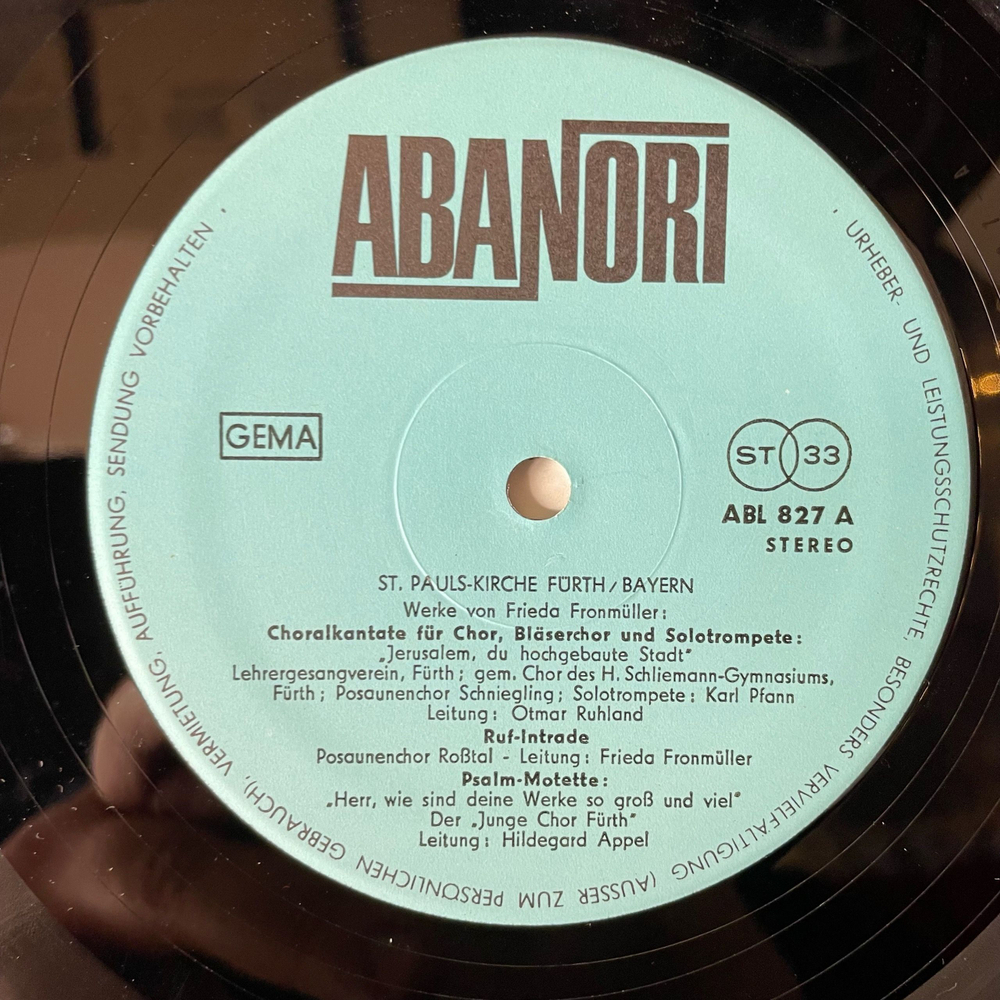 ABANORI
GEMA
ST 33
ABL 827 A
STEREO
ST. PAULS-KIRCHE FÜRTH/BAYERN
Werke von Frieda Fronmüller:
Choralkantate für Chor, Bläserchor und Solotrompete:
„Jerusalem, du hochgebaute Stadt"
Lehrergesangverein, Fürth; gem. Chor des H. Schliemann-Gymnasiums,
Fürth; Posaunenchor Schniegling; Solotrompete: Karl Pfann
Leitung: Otmar Ruhland
Ruf-Intrade
Posaunenchor Roßtal - Leitung: Frieda Fronmüller
Psalm-Motette:
„Herr, wie sind deine Werke so groß und viel"
Der „Junge Chor Fürth"
Leitung: Hildegard Appel
· URHEBER- UND LEISTUNGSSCHUTZRECHTE, BESONDERS VERVIELFÄLTIGUNG (AUSSER ZUM PERSÖNLICHEN GEBRAUCH), VERMIETUNG, AUFFÜHRUNG, SENDUNG VORBEHALTEN ·